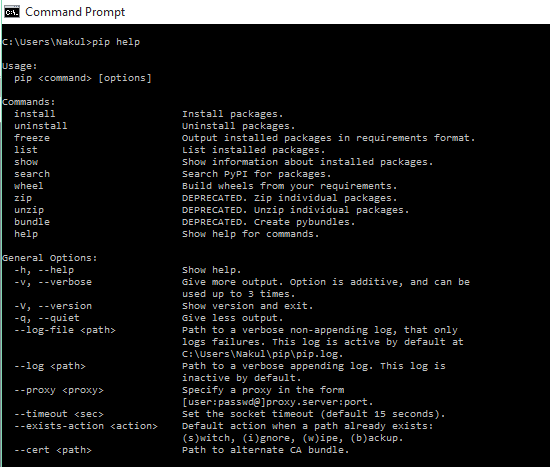 Command Prompt
C:\Users\Nakul>pip help
Usage:
pip <command> [options]
Commands:
install Install packages.
uninstall Uninstall packages.
freeze Output installed packages in requirements format.
list List installed packages.
show Show information about installed packages.
search Search PyPI for packages.
wheel Build wheels from your requirements.
zip DEPRECATED. Zip individual packages.
unzip DEPRECATED. Unzip individual packages.
bundle DEPRECATED. Create pybundles.
help Show help for commands.
General Options:
-h, --help Show help.
-v, --verbose Give more output. Option is additive, and can be
used up to 3 times.
-V, --version Show version and exit.
-q, --quiet Give less output.
--log-file <path> Path to a verbose non-appending log, that only
logs failures. This log is active by default at
C:\Users\Nakul\pip\pip.log.
--log <path> Path to a verbose appending log. This log is
inactive by default.
--proxy <proxy> Specify a proxy in the form
[user:passwd@]proxy.server:port.
--timeout <sec> Set the socket timeout (default 15 seconds).
--exists-action <action> Default action when a path already exists:
(s)witch, (i)gnore, (w)ipe, (b)ackup.
--cert <path> Path to alternate CA bundle.